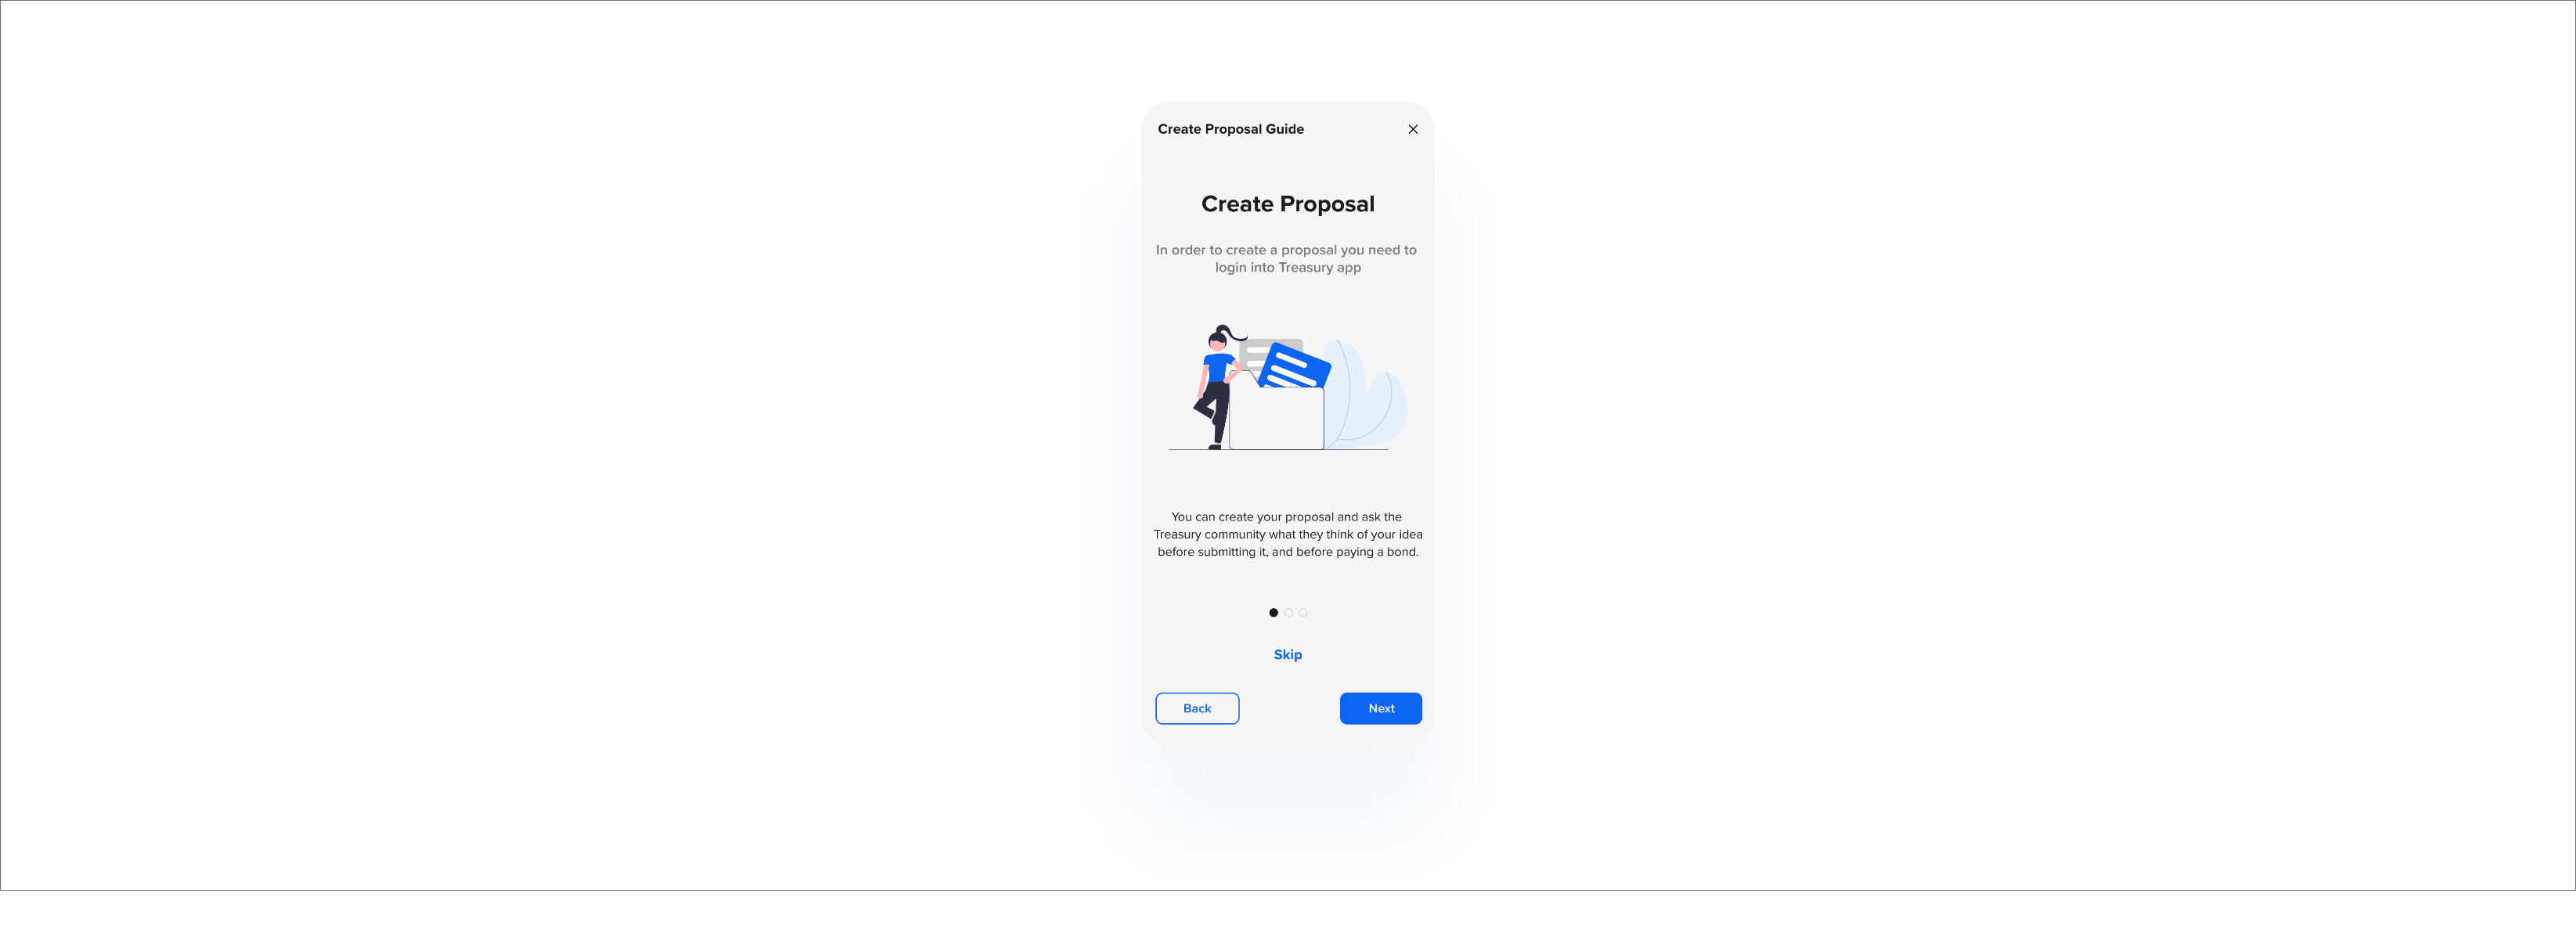 Create Proposal Guide
Create Proposal
In order to create a proposal you need to
login into Treasury app
You can create your proposal and ask the
Treasury community what they think of your idea
before submitting it, and before paying a bond.
Skip
Back
Next